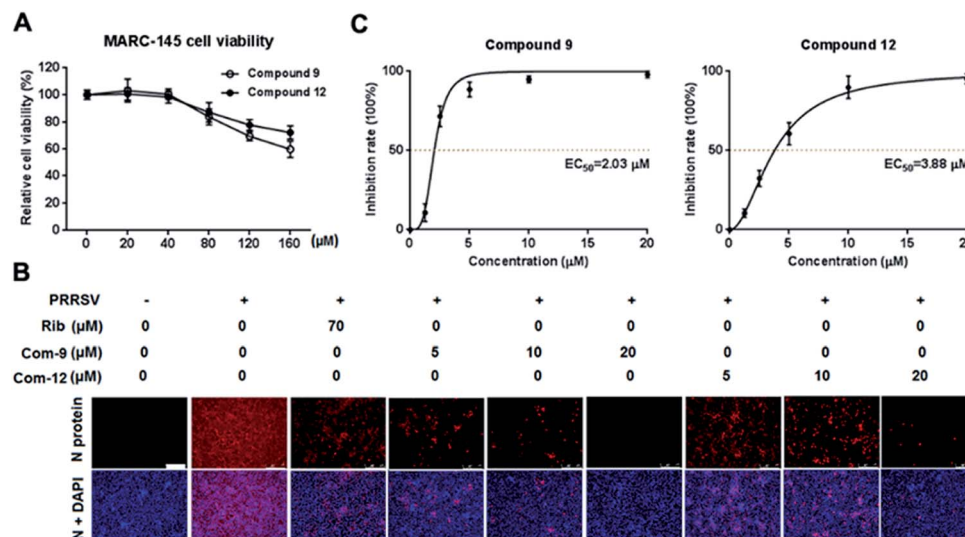 A
MARC-145 cell viability
Relative cell viability (%)
120
100
80
60
40
20
0
Compound 9
Compound 12
0 20 40 80 120 160 (μM)
C
Compound 9
Inhibition rate (100%)
100
50
0
EC50=2.03 μM
0 5 10 15 20
Concentration (μM)
Compound 12
Inhibition rate (100%)
100
50
0
EC50=3.88 μM
0 5 10 15 20
Concentration (μM)
B
PRRSV - + + + + + + + +
Rib (μM) 0 0 70 0 0 0 0 0 0
Com-9 (μM) 0 0 0 5 10 20 0 0 0
Com-12 (μM) 0 0 0 0 0 0 5 10 20
N protein
N + DAPI